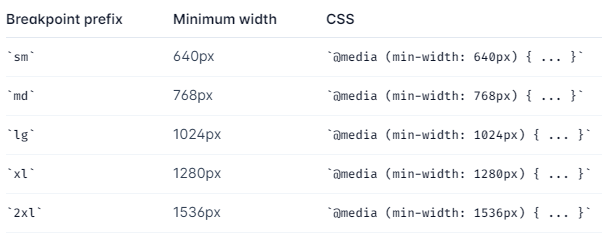 Breakpoint prefix Minimum width CSS
`sm` 640px `@media (min-width: 640px) { ... }`
`md` 768px `@media (min-width: 768px) { ... }`
`lg` 1024px `@media (min-width: 1024px) { ... }`
`xl` 1280px `@media (min-width: 1280px) { ... }`
`2xl` 1536px `@media (min-width: 1536px) { ... }`